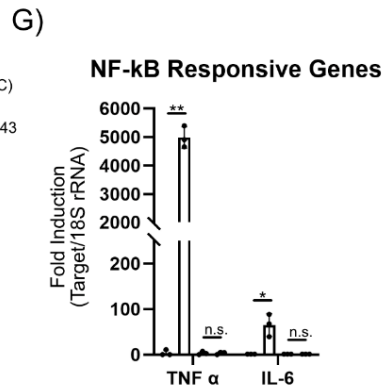 G)
C)
43
NF-kB Responsive Genes
Fold Induction
(Target/18S rRNA)
6000
5000
4000
3000
2000
200
100
0
**
n.s.
*
n.s.
TNF α IL-6